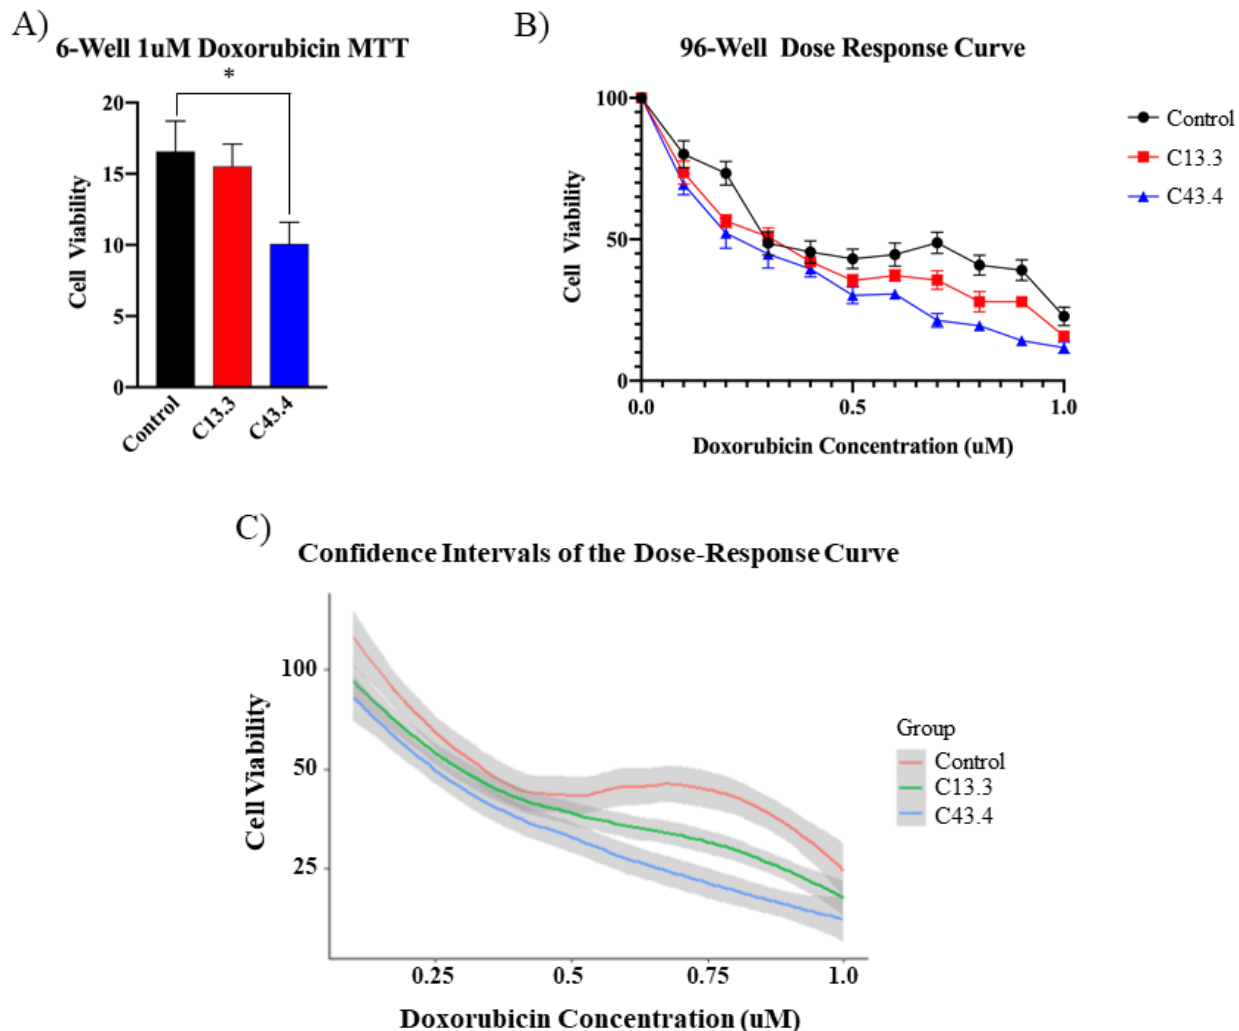 A)
6-Well 1uM Doxorubicin MTT
*
20
15
10
5
0
Cell Viability
Control
C13.3
C43.4
B)
96-Well Dose Response Curve
100
50
0
Cell Viability
0.0
0.5
1.0
Doxorubicin Concentration (uM)
Control
C13.3
C43.4
C)
Confidence Intervals of the Dose-Response Curve
100
50
25
Cell Viability
0.25
0.5
0.75
1.0
Doxorubicin Concentration (uM)
Group
Control
C13.3
C43.4